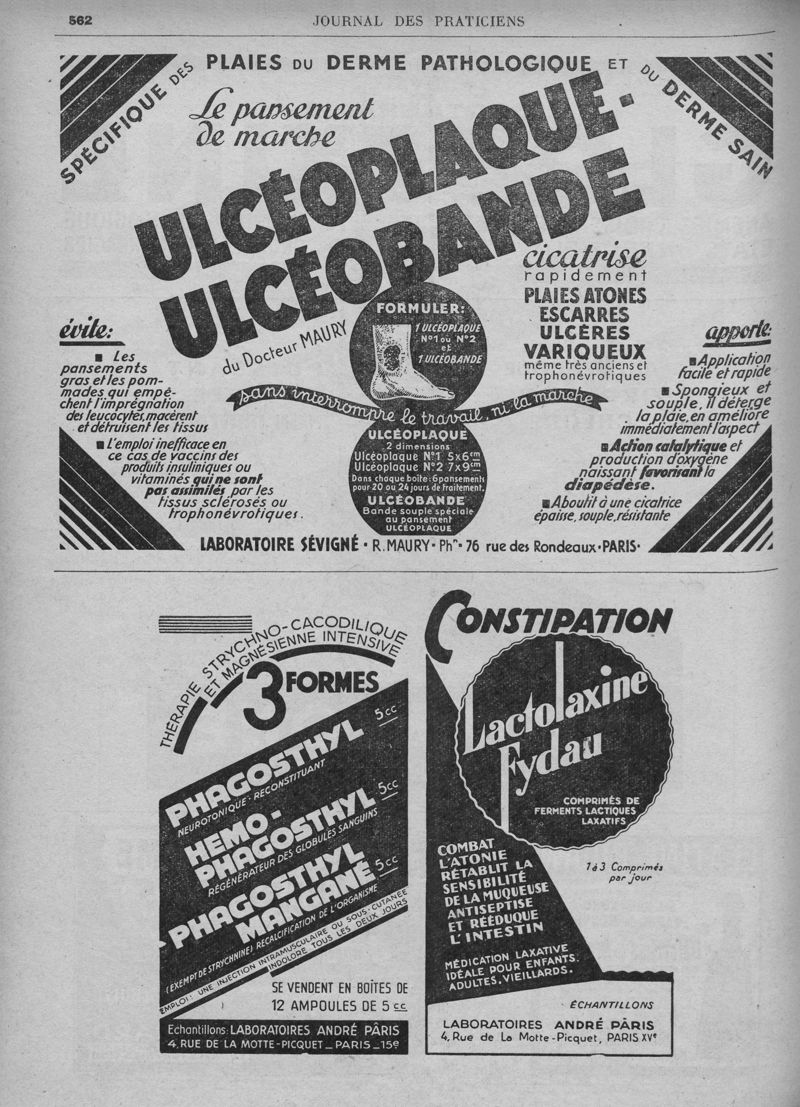 562
JOURNAL DES PRATICIENS
SPÉCIFIQUE DES PLAIES DU DERME PATHOLOGIQUE ET DU DERME SAIN
Le pansement
de marche
ULCÉOPLAQUE-
ULCÉOBANDE
du Docteur MAURY
cicatrise
rapidement
PLAIES ATONES
ESCARRES
ULCÈRES
VARIQUEUX
même très anciens et
trophonévrotiques
FORMULER:
1 ULCÉOPLAQUE
N°1 ou N°2
et
1 ULCÉOBANDE
sans interrompre le travail, ni la marche
évite:
■ Les
pansements
gras et les pom-
mades qui empê-
chent l'imprégnation
des leucocytes, macèrent
et détruisent les tissus
■ L'emploi inefficace en
ce cas de vaccins des
produits insuliniques ou
vitaminés qui ne sont
pas assimilés par les
tissus sclérosés ou
trophonévrotiques.
ULCÉOPLAQUE
2 dimensions
Ulcéoplaque N°1 5x6cm
Ulcéoplaque N°2 7x9cm
Dans chaque boîte: 6 pansements
pour 20 ou 24 jours de traitement.
ULCÉOBANDE
Bande souple spéciale
au pansement
ULCÉOPLAQUE
apporte:
■ Application
facile et rapide
■ Spongieux et
souple, il déterge
la plaie, en améliore
immédiatement l'aspect
■ Action catalytique et
production d'oxygène
naissant favorisant la
diapédèse.
■ Aboutit à une cicatrice
épaisse, souple, résistante
LABORATOIRE SÉVIGNÉ • R. MAURY • Phen • 76 rue des Rondeaux • PARIS •
THÉRAPIE STRYCHNO-CACODILIQUE
ET MAGNÉSIENNE INTENSIVE
3 FORMES
PHAGOSTHYL 5 cc
NEUROTONIQUE - RECONSTITUANT
HEMO-
PHAGOSTHYL 5cc
RÉGÉNÉRATEUR DES GLOBULES SANGUINS
PHAGOSTHYL
MANGANÉ 5cc
(EXEMPT DE STRYCHNINE) RECALCIFICATION DE L'ORGANISME
EMPLOI: UNE INJECTION INTRAMUSCULAIRE OU SOUS-CUTANÉE
INDOLORE TOUS LES DEUX JOURS
SE VENDENT EN BOÎTES DE
12 AMPOULES DE 5 cc
Echantillons: LABORATOIRES ANDRÉ PÂRIS
4, RUE DE LA MOTTE-PICQUET _ PARIS _ 15e
CONSTIPATION
Lactolaxine
Fydau
COMPRIMÉS DE
FERMENTS LACTIQUES
LAXATIFS
COMBAT
L'ATONIE
RÉTABLIT LA
SENSIBILITÉ
DE LA MUQUEUSE
ANTISEPTISE
ET RÉÉDUQUE
L'INTESTIN
1 à 3 Comprimés
par jour
MÉDICATION LAXATIVE
IDÉALE POUR ENFANTS.
ADULTES. VIEILLARDS.
ÉCHANTILLONS
LABORATOIRES ANDRÉ PÂRIS
4, Rue de La Motte-Picquet, PARIS XVe